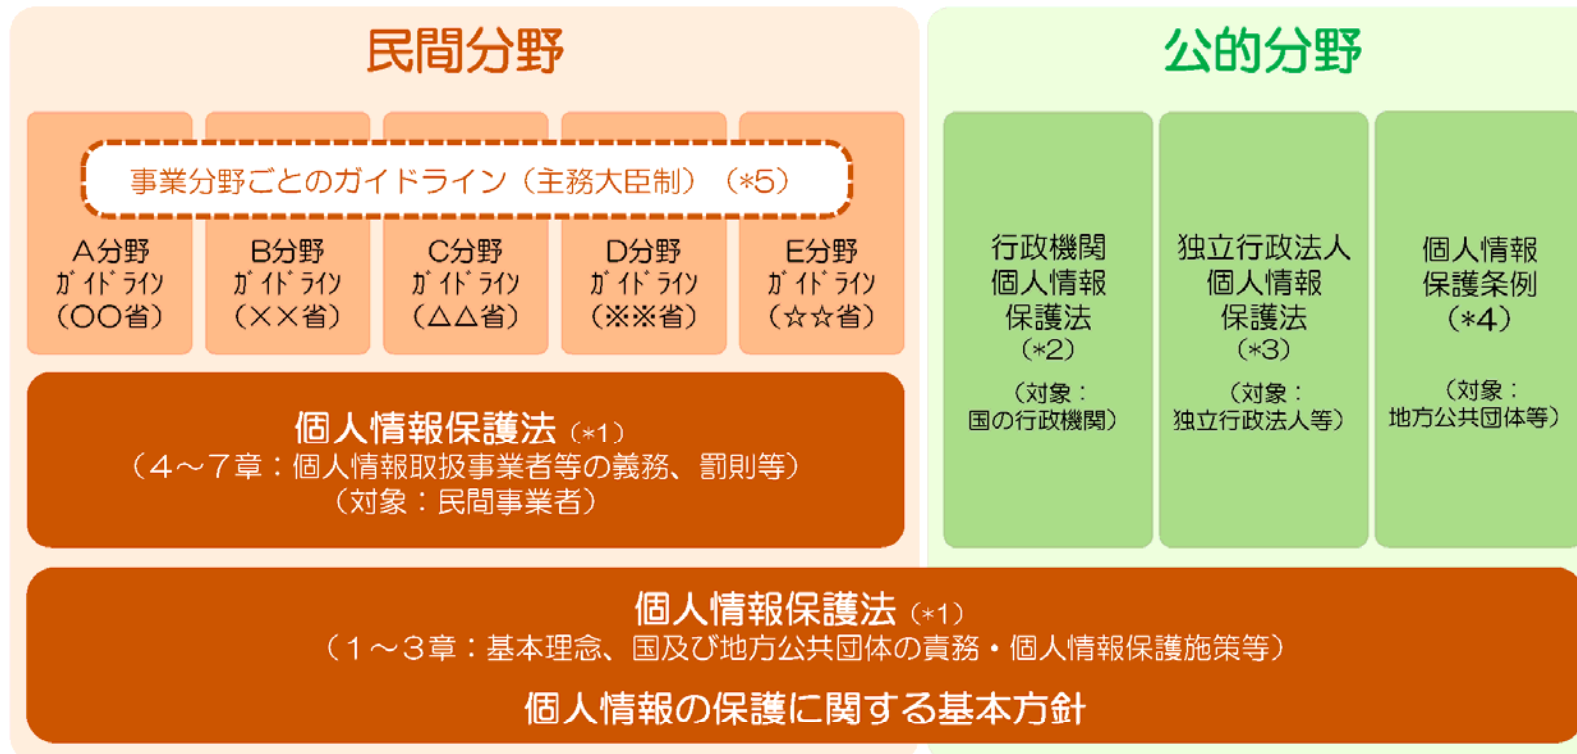 民間分野
事業分野ごとのガイドライン（主務大臣制）（*5）
A分野
ｶﾞｲﾄﾞﾗｲﾝ
（○○省）
B分野
ｶﾞｲﾄﾞﾗｲﾝ
（××省）
C分野
ｶﾞｲﾄﾞﾗｲﾝ
（△△省）
D分野
ｶﾞｲﾄﾞﾗｲﾝ
（※※省）
E分野
ｶﾞｲﾄﾞﾗｲﾝ
（☆☆省）
個人情報保護法（*1）
（４～７章：個人情報取扱事業者等の義務、罰則等）
（対象：民間事業者）
公的分野
行政機関
個人情報
保護法
（*2）
（対象：
国の行政機関）
独立行政法人
個人情報
保護法
（*3）
（対象：
独立行政法人等）
個人情報
保護条例
（*4）
（対象：
地方公共団体等）
個人情報保護法（*1）
（１～３章：基本理念、国及び地方公共団体の責務・個人情報保護施策等）
個人情報の保護に関する基本方針